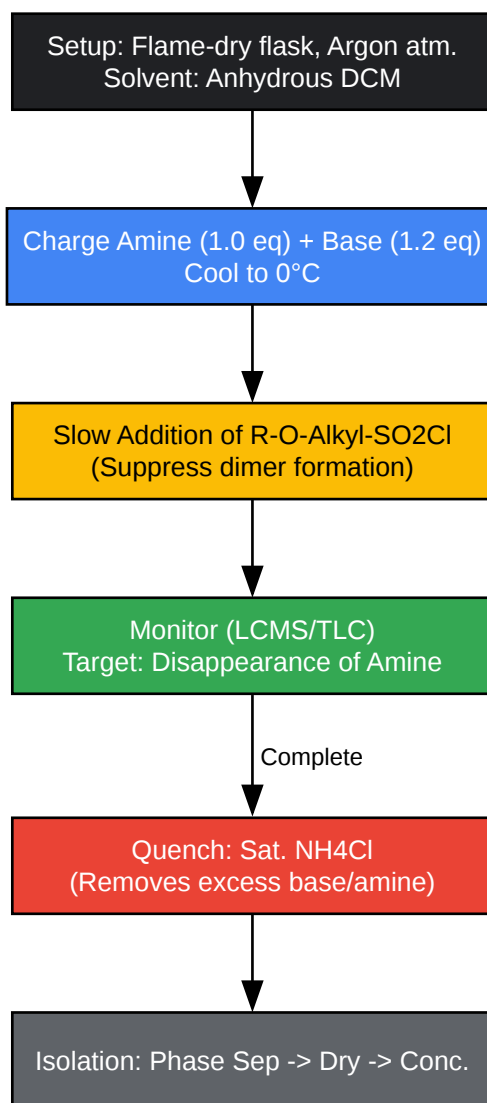 Setup: Flame-dry flask, Argon atm.
Solvent: Anhydrous DCM
Charge Amine (1.0 eq) + Base (1.2 eq)
Cool to 0°C
Slow Addition of R-O-Alkyl-SO2Cl
(Suppress dimer formation)
Monitor (LCMS/TLC)
Target: Disappearance of Amine
Complete
Quench: Sat. NH4Cl
(Removes excess base/amine)
Isolation: Phase Sep -> Dry -> Conc.